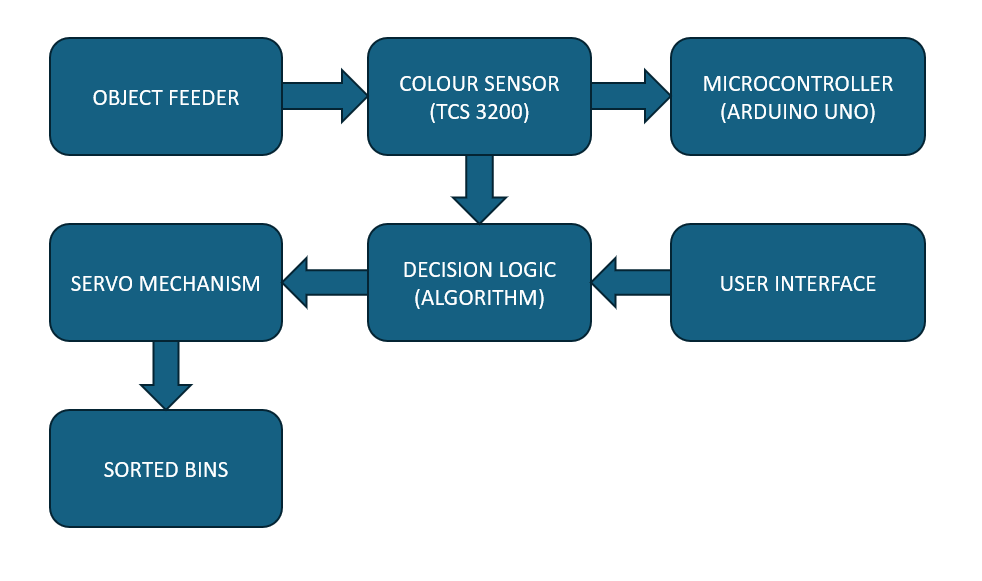 OBJECT FEEDER
COLOUR SENSOR
(TCS 3200)
MICROCONTROLLER
(ARDUINO UNO)
SERVO MECHANISM
DECISION LOGIC
(ALGORITHM)
USER INTERFACE
SORTED BINS